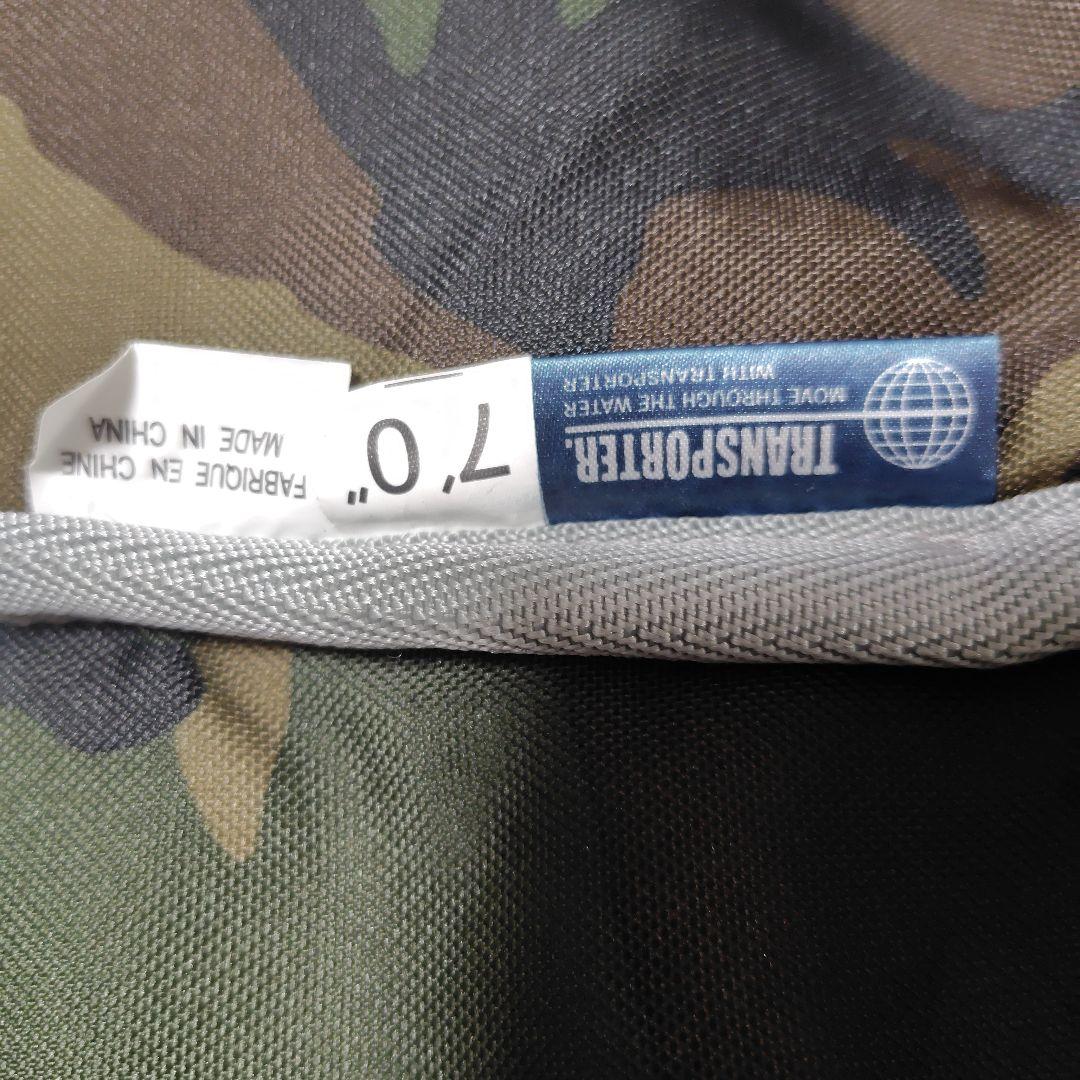 TRANSPORTER.
MOVE THROUGH THE WATER
WITH TRANSPORTER
7'0"
FABRIQUE EN CHINE
MADE IN CHINA